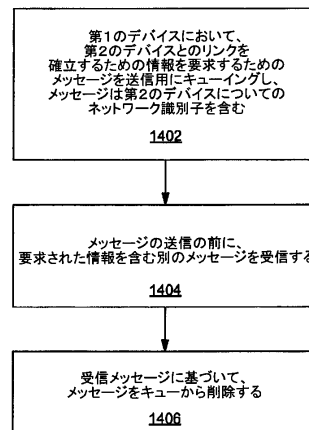 第1のデバイスにおいて、
第2のデバイスとのリンクを
確立するための情報を要求するための
メッセージを送信用にキューイングし、
メッセージは第2のデバイスについての
ネットワーク識別子を含む
1402
メッセージの送信の前に、
要求された情報を含む別のメッセージを受信する
1404
受信メッセージに基づいて、
メッセージをキューから削除する
1406